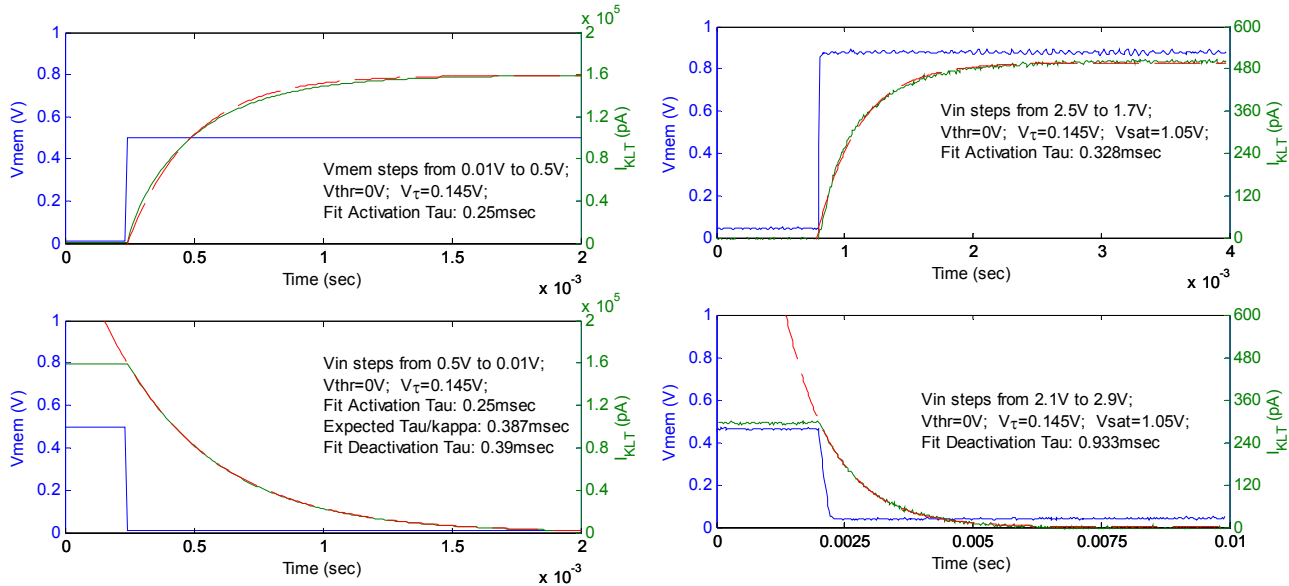 x 10^5
1
0.8
0.6
0.4
0.2
0
Vmem (V)
2
1.6
1.2
0.8
0.4
0
I_KLT (pA)
Vmem steps from 0.01V to 0.5V;
Vthr=0V; Vτ=0.145V;
Fit Activation Tau: 0.25msec
0
0.5
1
1.5
2
Time (sec)
x 10^-3
1
0.8
0.6
0.4
0.2
0
Vmem (V)
600
480
360
240
120
0
I_KLT (pA)
Vin steps from 2.5V to 1.7V;
Vthr=0V; Vτ=0.145V; Vsat=1.05V;
Fit Activation Tau: 0.328msec
0
1
2
3
4
Time (sec)
x 10^-3
x 10^5
1
0.8
0.6
0.4
0.2
0
Vmem (V)
2
1.6
1.2
0.8
0.4
0
I_KLT (pA)
Vin steps from 0.5V to 0.01V;
Vthr=0V; Vτ=0.145V;
Fit Activation Tau: 0.25msec
Expected Tau/kappa: 0.387msec
Fit Deactivation Tau: 0.39msec
0
0.5
1
1.5
2
Time (sec)
x 10^-3
1
0.8
0.6
0.4
0.2
0
Vmem (V)
600
480
360
240
120
0
I_KLT (pA)
Vin steps from 2.1V to 2.9V;
Vthr=0V; Vτ=0.145V; Vsat=1.05V;
Fit Deactivation Tau: 0.933msec
0
0.0025
0.005
0.0075
0.01
Time (sec)